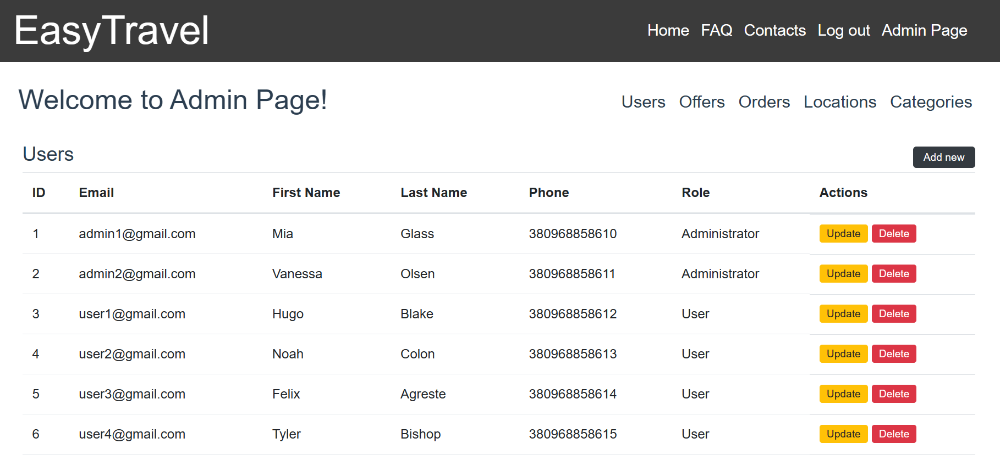 EasyTravel Home FAQ Contacts Log out Admin Page
Welcome to Admin Page! Users Offers Orders Locations Categories
Users Add new
ID Email First Name Last Name Phone Role Actions
1 admin1@gmail.com Mia Glass 380968858610 Administrator Update Delete
2 admin2@gmail.com Vanessa Olsen 380968858611 Administrator Update Delete
3 user1@gmail.com Hugo Blake 380968858612 User Update Delete
4 user2@gmail.com Noah Colon 380968858613 User Update Delete
5 user3@gmail.com Felix Agreste 380968858614 User Update Delete
6 user4@gmail.com Tyler Bishop 380968858615 User Update Delete